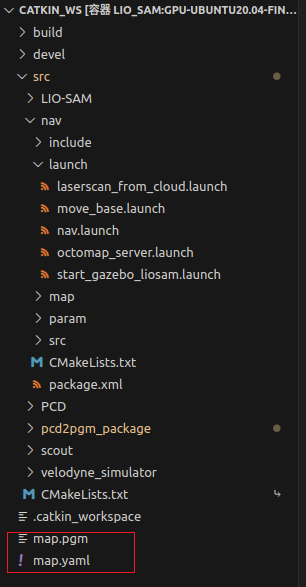 CATKIN_WS [容器 LIO_SAM:GPU-UBUNTU20.04-FIN...
build
devel
src
LIO-SAM
nav
include
launch
laserscan_from_cloud.launch
move_base.launch
nav.launch
octomap_server.launch
start_gazebo_liosam.launch
map
param
src
CMakeLists.txt
package.xml
PCD
pcd2pgm_package
scout
velodyne_simulator
CMakeLists.txt
.catkin_workspace
map.pgm
map.yaml